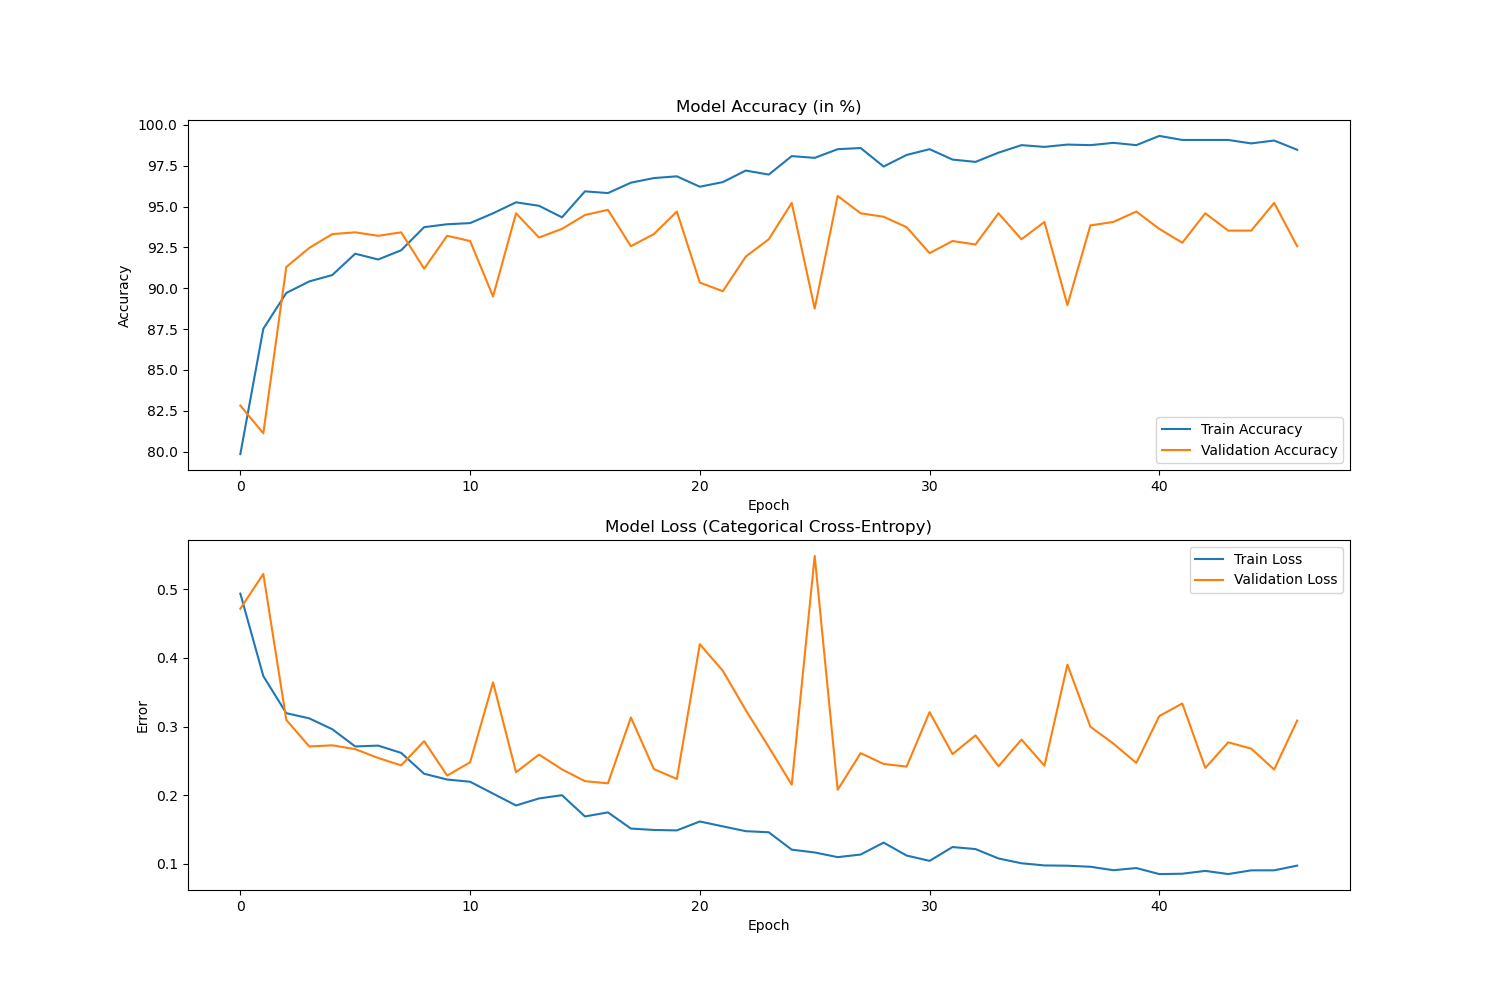 Model Accuracy (in %)
100.0
97.5
95.0
92.5
90.0
87.5
85.0
82.5
80.0
Accuracy
Train Accuracy
Validation Accuracy
0 10 20 30 40
Epoch
Model Loss (Categorical Cross-Entropy)
0.5
0.4
0.3
0.2
0.1
Error
Train Loss
Validation Loss
0 10 20 30 40
Epoch